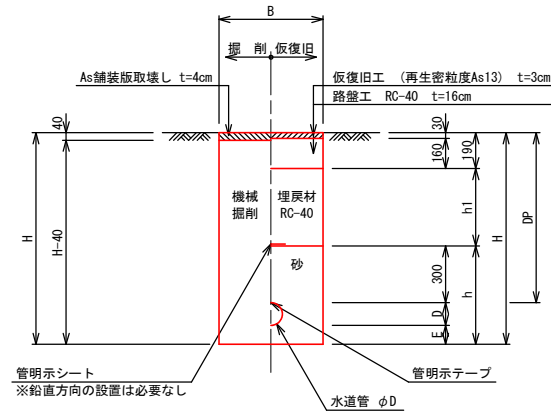 B
掘 削 仮復旧
As舗装版取壊し t=4cm
仮復旧工 (再生密粒度As13) t=3cm
路盤工 RC-40 t=16cm
40
30
160
190
機械
掘削
埋戻材
RC-40
H
H-40
h1
DP
H
砂
300
h
D
E
管明示シート
※鉛直方向の設置は必要なし
管明示テープ
水道管 φD